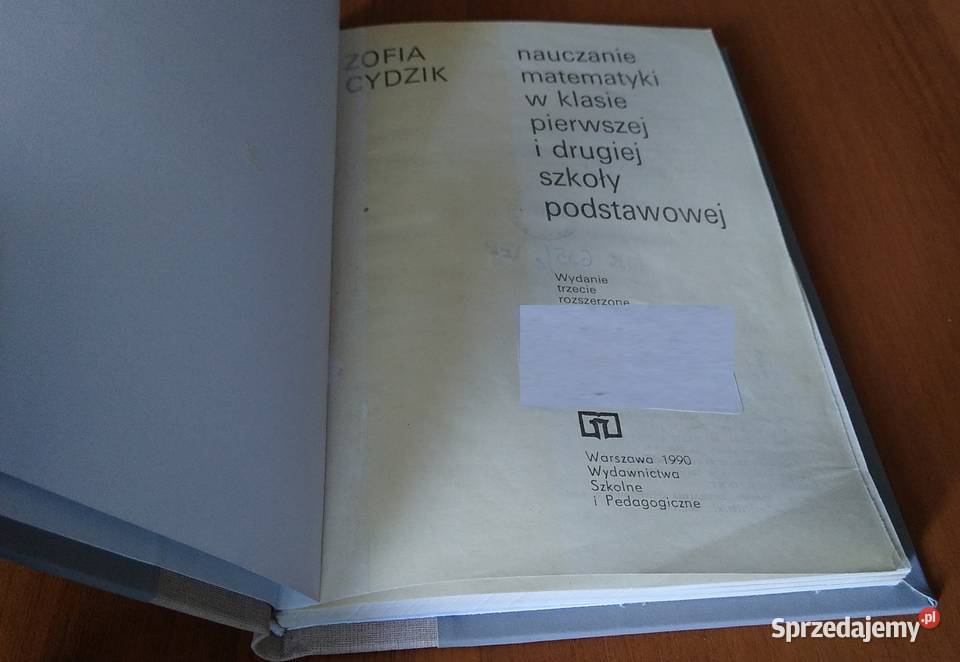 ZOFIA
CYDZIK
nauczanie
matematyki
w klasie
pierwszej
i drugiej
szkoły
podstawowej
Wydanie
trzecie
rozszerzone
Warszawa 1990
Wydawnictwa
Szkolne
i Pedagogiczne
Sprzedajemy.pl